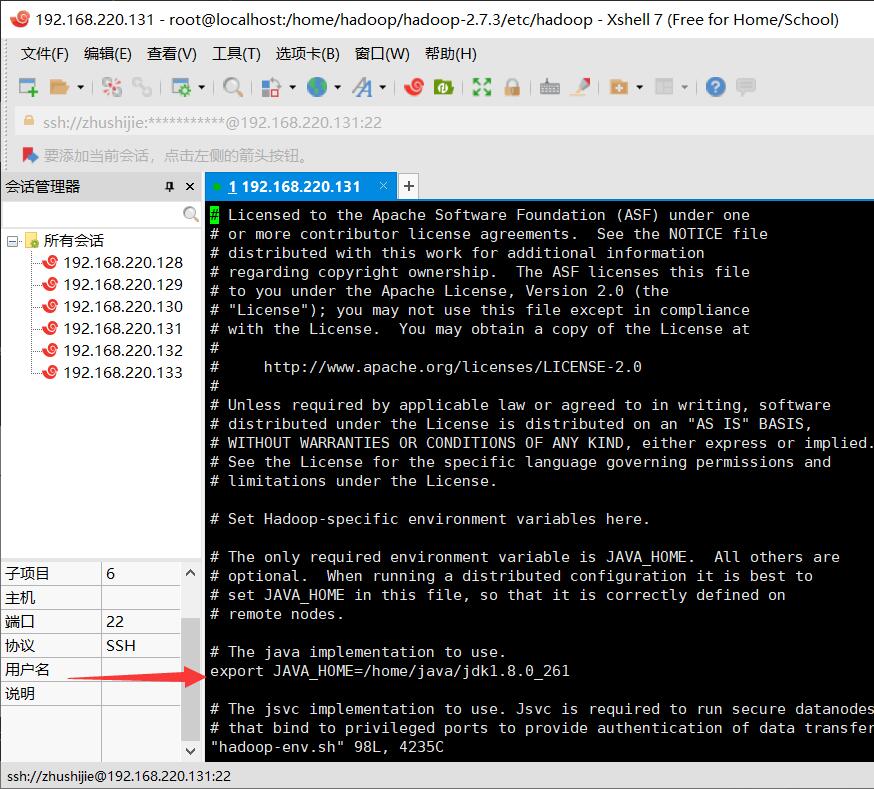 192.168.220.131 - root@localhost:/home/hadoop/hadoop-2.7.3/etc/hadoop - Xshell 7 (Free for Home/School)
文件(F) 编辑(E) 查看(V) 工具(T) 选项卡(B) 窗口(W) 帮助(H)
ssh://zhushijie:***********@192.168.220.131:22
要添加当前会话，点击左侧的箭头按钮。
会话管理器
1 192.168.220.131
所有会话
192.168.220.128
192.168.220.129
192.168.220.130
192.168.220.131
192.168.220.132
192.168.220.133
子项目 6
主机
端口 22
协议 SSH
用户名
说明
# Licensed to the Apache Software Foundation (ASF) under one
# or more contributor license agreements.  See the NOTICE file
# distributed with this work for additional information
# regarding copyright ownership.  The ASF licenses this file
# to you under the Apache License, Version 2.0 (the
# "License"); you may not use this file except in compliance
# with the License.  You may obtain a copy of the License at
#
#     http://www.apache.org/licenses/LICENSE-2.0
#
# Unless required by applicable law or agreed to in writing, software
# distributed under the License is distributed on an "AS IS" BASIS,
# WITHOUT WARRANTIES OR CONDITIONS OF ANY KIND, either express or implied.
# See the License for the specific language governing permissions and
# limitations under the License.
# Set Hadoop-specific environment variables here.
# The only required environment variable is JAVA_HOME.  All others are
# optional.  When running a distributed configuration it is best to
# set JAVA_HOME in this file, so that it is correctly defined on
# remote nodes.
# The java implementation to use.
export JAVA_HOME=/home/java/jdk1.8.0_261
# The jsvc implementation to use. Jsvc is required to run secure datanodes
# that bind to privileged ports to provide authentication of data transfer
"hadoop-env.sh" 98L, 4235C
ssh://zhushijie@192.168.220.131:22